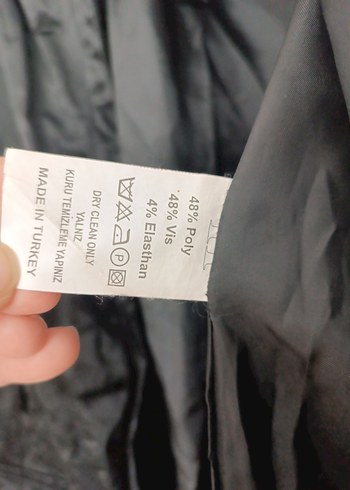 48% Poly
48% Vis
4% Elasthan
P
DRY CLEAN ONLY
YALNIZ
KURU TEMİZLEME YAPINIZ
MADE IN TURKEY